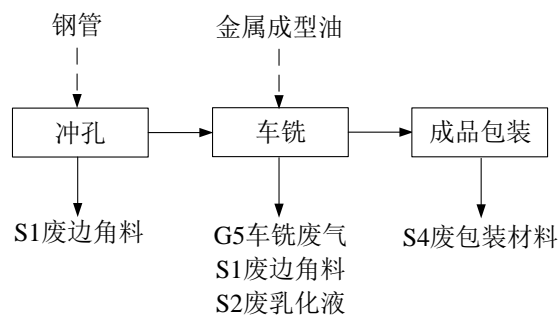 钢管
金属成型油
冲孔
车铣
成品包装
S1废边角料
G5车铣废气
S4废包装材料
S1废边角料
S2废乳化液